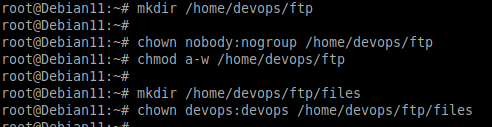 root@Debian11:~# mkdir /home/devops/ftp
root@Debian11:~#
root@Debian11:~# chown nobody:nogroup /home/devops/ftp
root@Debian11:~# chmod a-w /home/devops/ftp
root@Debian11:~#
root@Debian11:~# mkdir /home/devops/ftp/files
root@Debian11:~# chown devops:devops /home/devops/ftp/files
root@Debian11:~#